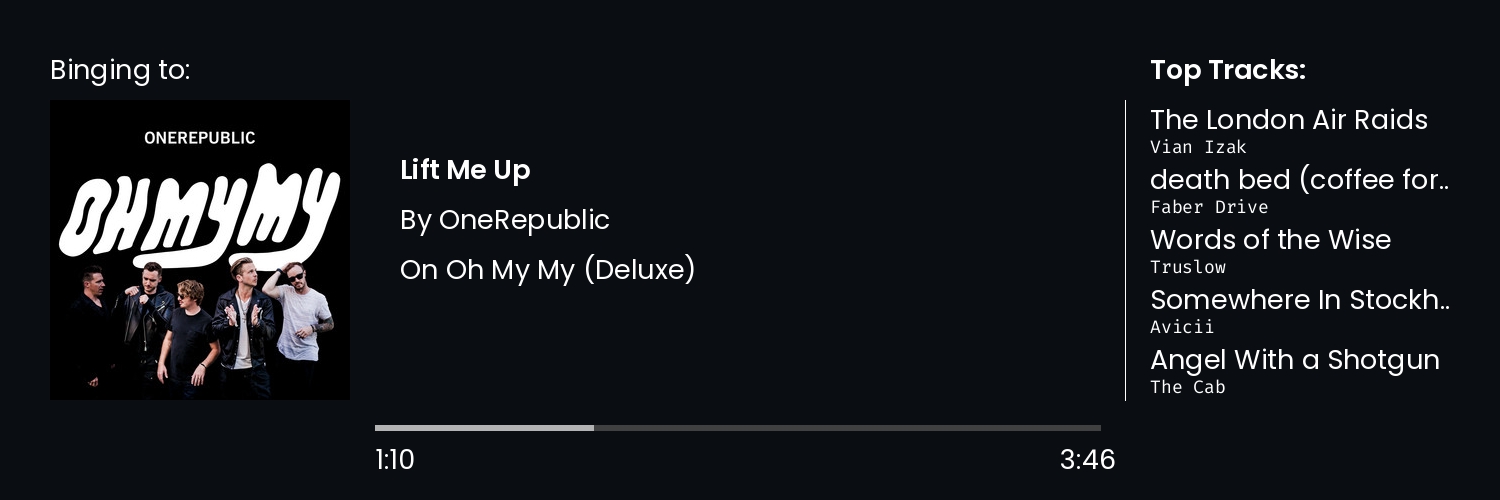 Binging to:
ONEREPUBLIC
OH MY MY
Lift Me Up
By OneRepublic
On Oh My My (Deluxe)
1:10
3:46
Top Tracks:
The London Air Raids
Vian Izak
death bed (coffee for..
Faber Drive
Words of the Wise
Truslow
Somewhere In Stockh..
Avicii
Angel With a Shotgun
The Cab